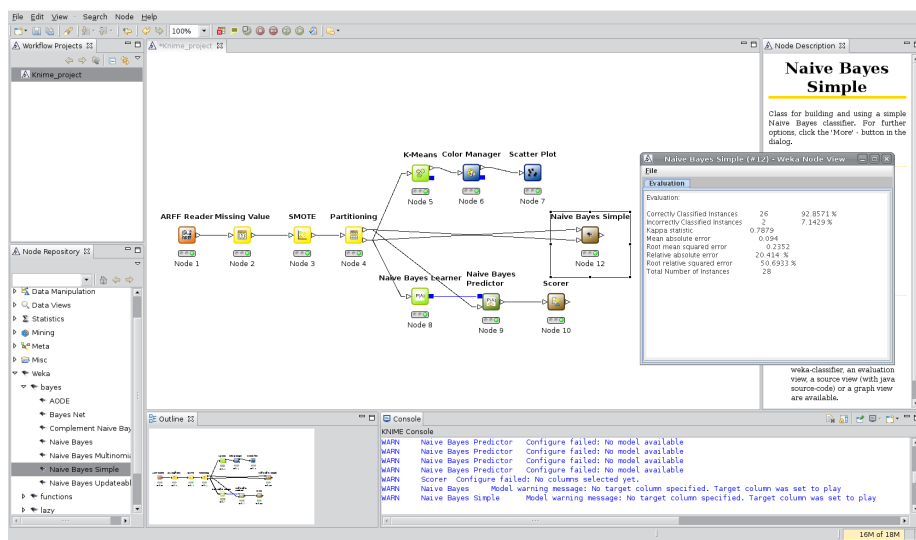 File Edit View Search Node Help
100%
Workflow Projects
Knime_project
*Knime_project
Node Description
Naive Bayes
Simple
Class for building and using a simple
Naive Bayes classifier. For further
options, click the 'More' - button in the
dialog.
K-Means Color Manager Scatter Plot
Node 5 Node 6 Node 7
ARFF Reader Missing Value SMOTE Partitioning Naive Bayes Simple
Node 1 Node 2 Node 3 Node 4 Node 12
Naive Bayes Learner Naive Bayes
Predictor Scorer
Node 8 Node 9 Node 10
Naive Bayes Simple (#12) - Weka Node View
File
Evaluation
Evaluation:
Correctly Classified Instances 26 92.8571 %
Incorrectly Classified Instances 2 7.1429 %
Kappa statistic 0.7879
Mean absolute error 0.094
Root mean squared error 0.2352
Relative absolute error 20.414 %
Root relative squared error 50.6933 %
Total Number of Instances 28
weka-classifier, an evaluation
view, a source view (with java
source-code) or a graph view
are available.
Node Repository
Data Manipulation
Data Views
Statistics
Mining
Meta
Misc
Weka
bayes
AODE
Bayes Net
Complement Naive Bay
Naive Bayes
Naive Bayes Multinomi
Naive Bayes Simple
Naive Bayes Updateabl
functions
lazy
Outline
Console
KNIME Console
WARN Naive Bayes Predictor Configure failed: No model available
WARN Naive Bayes Predictor Configure failed: No model available
WARN Naive Bayes Predictor Configure failed: No model available
WARN Naive Bayes Predictor Configure failed: No model available
WARN Scorer Configure failed: No columns selected yet.
WARN Naive Bayes Model warning message: No target column specified. Target column was set to play
WARN Naive Bayes Simple Model warning message: No target column specified. Target column was set to play
16M of 18M